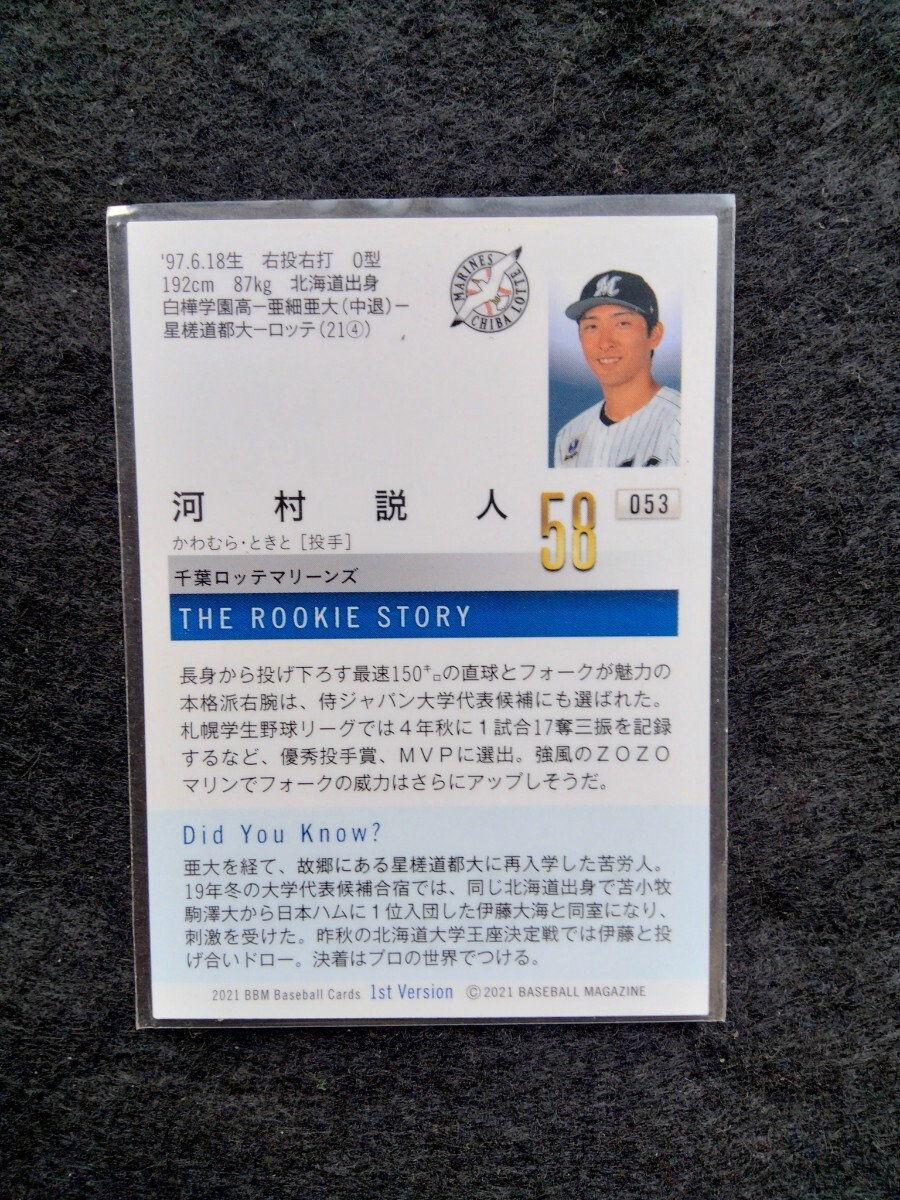 '97.6.18生 右投右打 O型
192cm 87kg 北海道出身
白樺学園高ー亜細亜大(中退)ー
星槎道都大ーロッテ(21④)
MARINES
CHIBA LOTTE
M
河村説人
58
053
かわむら・ときと[投手]
千葉ロッテマリーンズ
THE ROOKIE STORY
長身から投げ下ろす最速150㌔の直球とフォークが魅力の
本格派右腕は、侍ジャパン大学代表候補にも選ばれた。
札幌学生野球リーグでは4年秋に1試合17奪三振を記録
するなど、優秀投手賞、MVPに選出。強風のZOZO
マリンでフォークの威力はさらにアップしそうだ。
Did You Know?
亜大を経て、故郷にある星槎道都大に再入学した苦労人。
19年冬の大学代表候補合宿では、同じ北海道出身で苫小牧
駒澤大から日本ハムに1位入団した伊藤大海と同室になり、
刺激を受けた。昨秋の北海道大学王座決定戦では伊藤と投
げ合いドロー。決着はプロの世界でつける。
2021 BBM Baseball Cards 1st Version ©2021 BASEBALL MAGAZINE